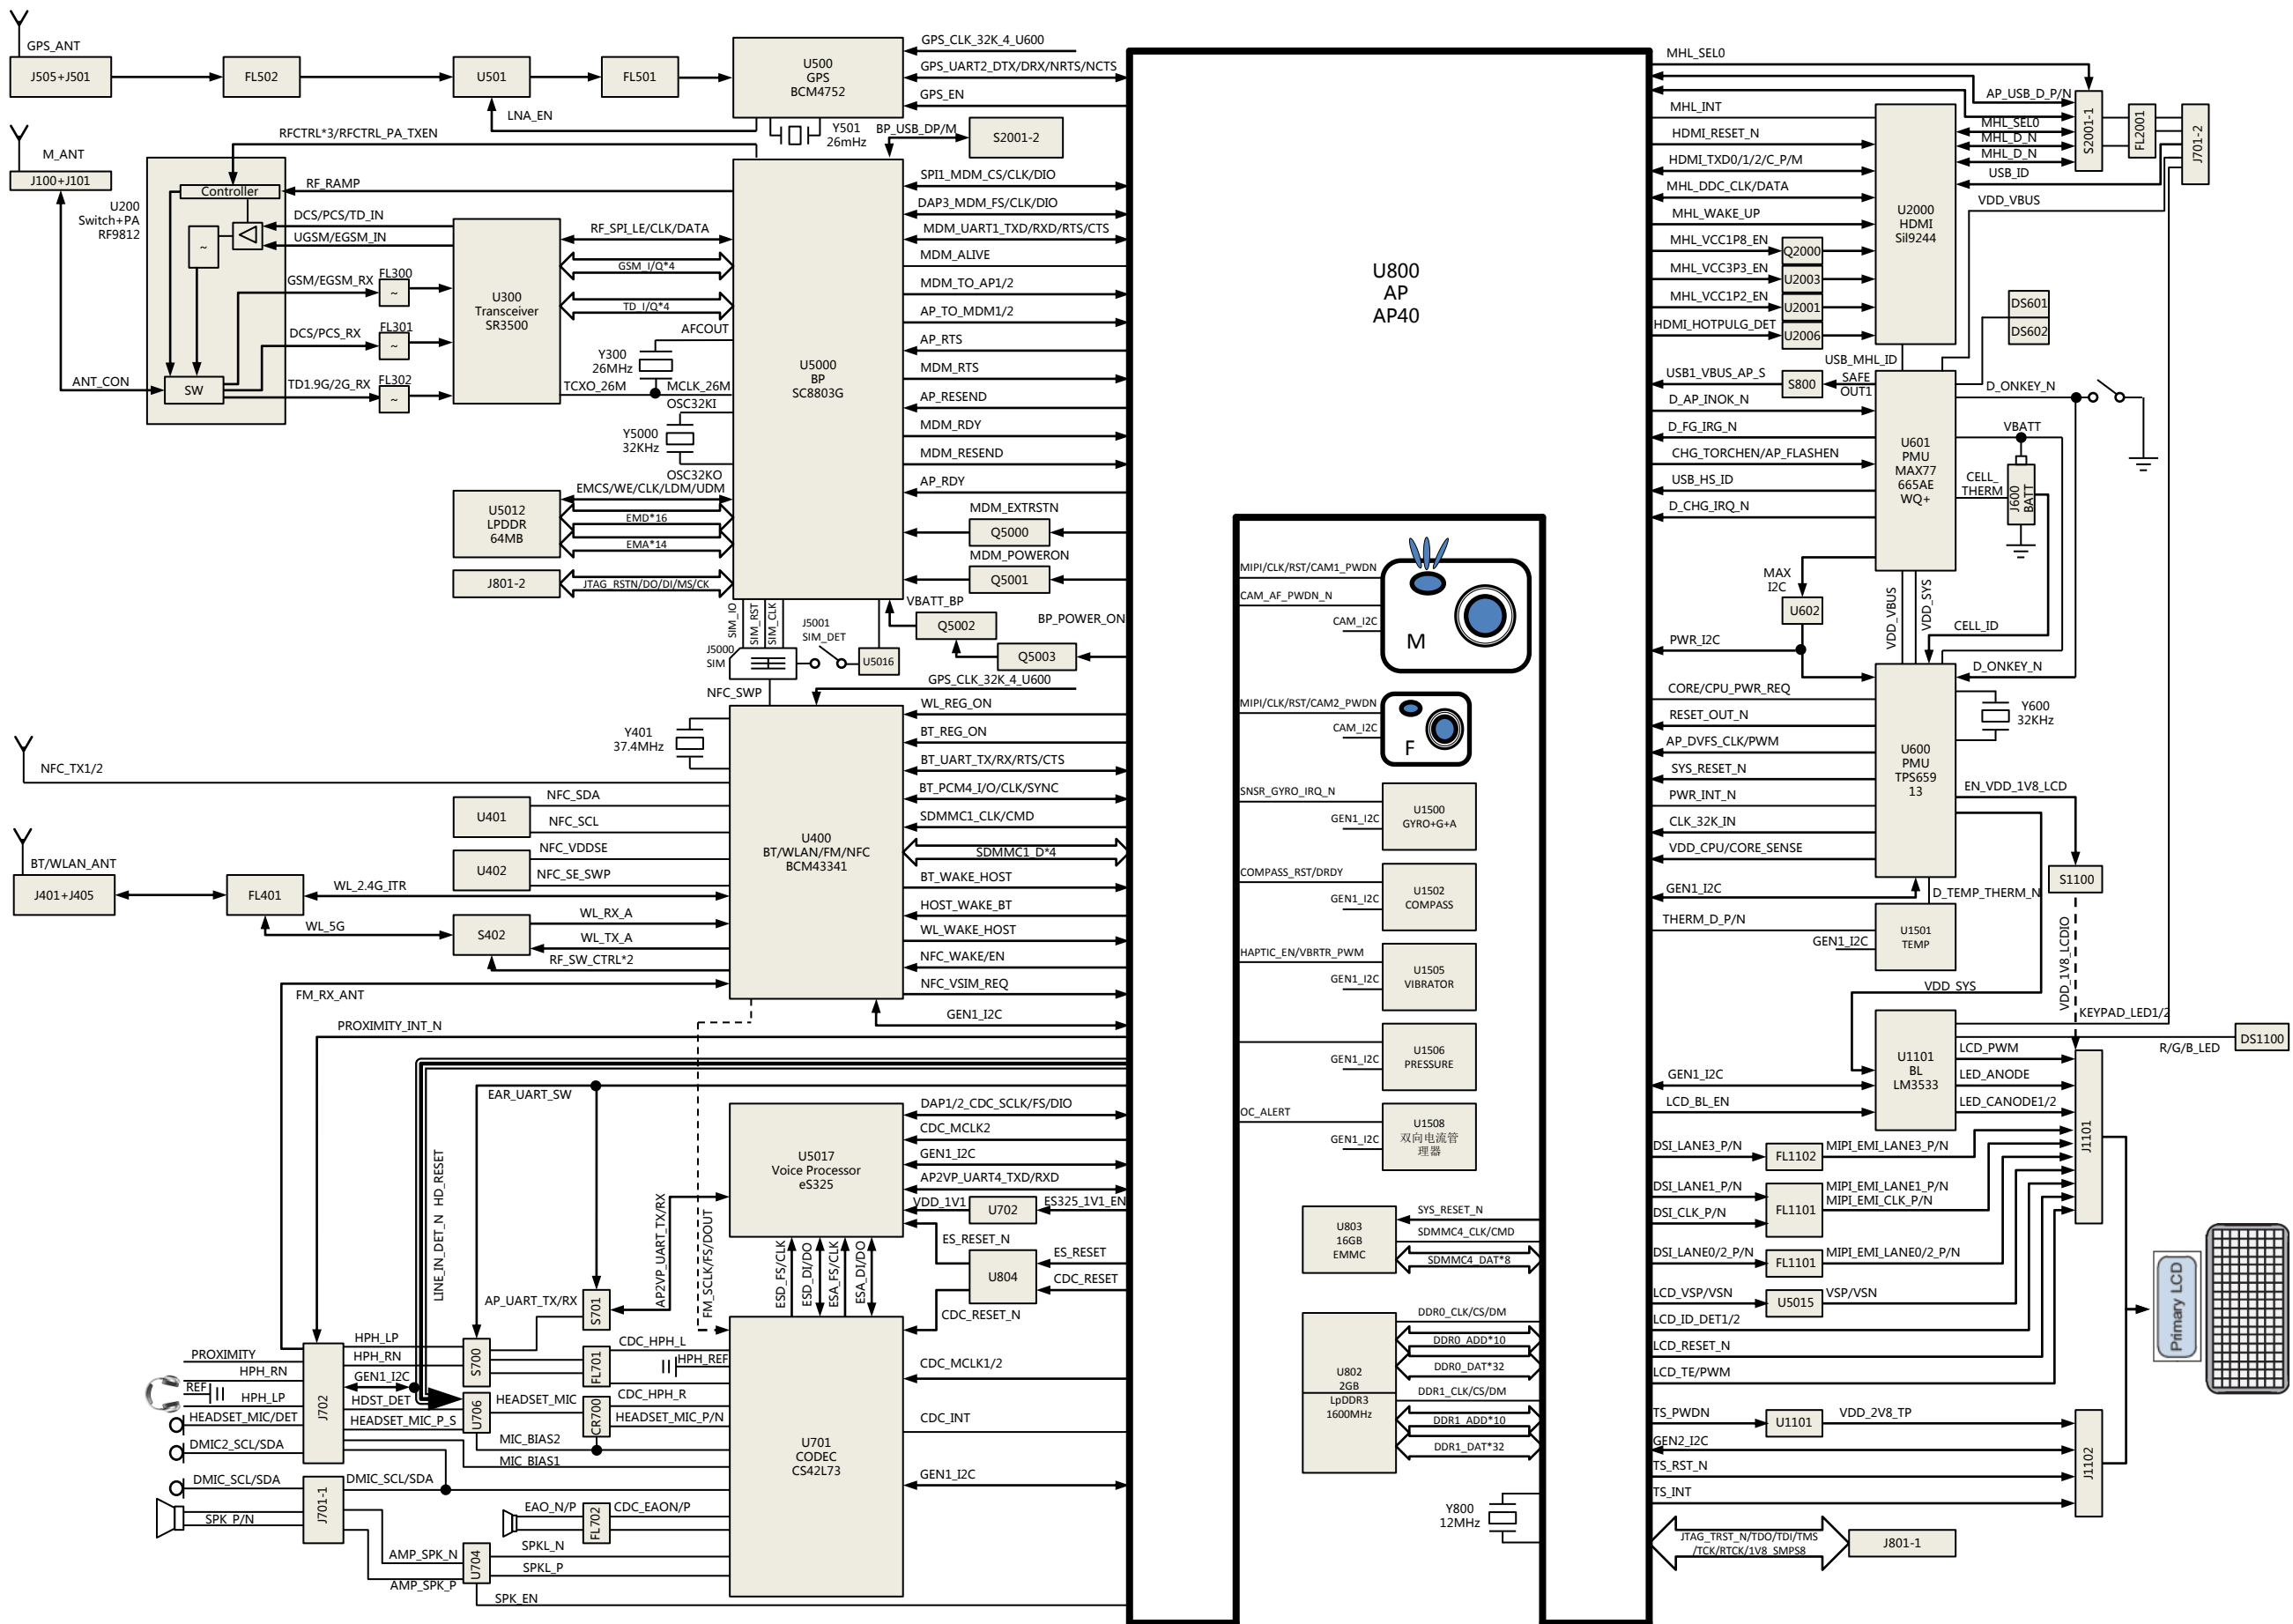 GPS_ANT
J505+J501
FL502
U501
FL501
LNA_EN
U500
GPS
BCM4752
GPS_CLK_32K_4_U600
GPS_UART2_DTX/DRX/NRTS/NCTS
GPS_EN
Y501
26mHz
BP_USB_DP/M
S2001-2
RFCTRL*3/RFCTRL_PA_TXEN
M_ANT
J100+J101
U200
Switch+PA
RF9812
Controller
~
SW
ANT_CON
RF_RAMP
DCS/PCS/TD_IN
UGSM/EGSM_IN
GSM/EGSM_RX
FL300
~
DCS/PCS_RX
FL301
~
TD1.9G/2G_RX
FL302
~
U300
Transceiver
SR3500
RF_SPI_LE/CLK/DATA
GSM_I/Q*4
TD_I/Q*4
AFCOUT
Y300
26MHz
TCXO_26M
MCLK_26M
OSC32KI
Y5000
32KHz
OSC32KO
EMCS/WE/CLK/LDM/UDM
U5012
LPDDR
64MB
EMD*16
EMA*14
J801-2
JTAG_RSTN/DO/DI/MS/CK
U5000
BP
SC8803G
SPI1_MDM_CS/CLK/DIO
DAP3_MDM_FS/CLK/DIO
MDM_UART1_TXD/RXD/RTS/CTS
MDM_ALIVE
MDM_TO_AP1/2
AP_TO_MDM1/2
AP_RTS
MDM_RTS
AP_RESEND
MDM_RDY
MDM_RESEND
AP_RDY
MDM_EXTRSTN
Q5000
MDM_POWERON
Q5001
VBATT_BP
Q5002
BP_POWER_ON
Q5003
SIM_IO
SIM_RST
SIM_CLK
J5001
SIM_DET
J5000
SIM
U5016
NFC_SWP
GPS_CLK_32K_4_U600
Y401
37.4MHz
NFC_TX1/2
U401
NFC_SDA
NFC_SCL
U402
NFC_VDDSE
NFC_SE_SWP
BT/WLAN_ANT
J401+J405
FL401
WL_2.4G_ITR
WL_5G
S402
WL_RX_A
WL_TX_A
RF_SW_CTRL*2
FM_RX_ANT
U400
BT/WLAN/FM/NFC
BCM43341
WL_REG_ON
BT_REG_ON
BT_UART_TX/RX/RTS/CTS
BT_PCM4_I/O/CLK/SYNC
SDMMC1_CLK/CMD
SDMMC1_D*4
BT_WAKE_HOST
HOST_WAKE_BT
WL_WAKE_HOST
NFC_WAKE/EN
NFC_VSIM_REQ
GEN1_I2C
PROXIMITY_INT_N
EAR_UART_SW
LINE_IN_DET_N HD_RESET
AP2VP_UART_TX/RX
FM_SCLK/FS/DOUT
U5017
Voice Processor
eS325
DAP1/2_CDC_SCLK/FS/DIO
CDC_MCLK2
GEN1_I2C
AP2VP_UART4_TXD/RXD
VDD_1V1
U702
ES325_1V1_EN
ES_RESET_N
U804
ES_RESET
CDC_RESET
CDC_RESET_N
ESD_FS/CLK
ESD_DI/DO
ESA_FS/CLK
ESA_DI/DO
AP_UART_TX/RX
S701
U701
CODEC
CS42L73
CDC_MCLK1/2
CDC_INT
GEN1_I2C
PROXIMITY
HPH_RN
REF
HPH_LP
HEADSET_MIC/DET
DMIC2_SCL/SDA
DMIC_SCL/SDA
SPK_P/N
J702
J701-1
HPH_LP
HPH_RN
GEN1_I2C
HDST_DET
HEADSET_MIC_P_S
S700
U706
HEADSET_MIC
FL701
CR700
CDC_HPH_L
HPH_REF
CDC_HPH_R
HEADSET_MIC_P/N
MIC_BIAS2
MIC_BIAS1
DMIC_SCL/SDA
EAO_N/P
FL702
CDC_EAON/P
AMP_SPK_N
AMP_SPK_P
U704
SPKL_N
SPKL_P
SPK_EN
U800
AP
AP40
MIPI/CLK/RST/CAM1_PWDN
CAM_AF_PWDN_N
CAM_I2C
M
MIPI/CLK/RST/CAM2_PWDN
CAM_I2C
F
SNSR_GYRO_IRQ_N
GEN1_I2C
U1500
GYRO+G+A
COMPASS_RST/DRDY
GEN1_I2C
U1502
COMPASS
HAPTIC_EN/VBRTR_PWM
GEN1_I2C
U1505
VIBRATOR
GEN1_I2C
U1506
PRESSURE
OC_ALERT
GEN1_I2C
U1508
双向电流管
理器
U803
16GB
EMMC
SYS_RESET_N
SDMMC4_CLK/CMD
SDMMC4_DAT*8
U802
2GB
LpDDR3
1600MHz
DDR0_CLK/CS/DM
DDR0_ADD*10
DDR0_DAT*32
DDR1_CLK/CS/DM
DDR1_ADD*10
DDR1_DAT*32
Y800
12MHz
MHL_SEL0
MHL_INT
HDMI_RESET_N
HDMI_TXD0/1/2/C_P/M
MHL_DDC_CLK/DATA
MHL_WAKE_UP
MHL_VCC1P8_EN
Q2000
MHL_VCC3P3_EN
U2003
MHL_VCC1P2_EN
U2001
HDMI_HOTPULG_DET
U2006
U2000
HDMI
Sil9244
AP_USB_D_P/N
MHL_SEL0
MHL_D_N
MHL_D_N
USB_ID
VDD_VBUS
S2001-1
FL2001
J701-2
DS601
DS602
USB_MHL_ID
USB1_VBUS_AP_S
S800
SAFE
OUT1
D_AP_INOK_N
D_FG_IRG_N
CHG_TORCHEN/AP_FLASHEN
USB_HS_ID
D_CHG_IRQ_N
U601
PMU
MAX77
665AE
WQ+
D_ONKEY_N
VBATT
CELL_
THERM
J600
BATT
MAX
I2C
U602
PWR_I2C
VDD_VBUS
VDD_SYS
CELL_ID
D_ONKEY_N
CORE/CPU_PWR_REQ
RESET_OUT_N
AP_DVFS_CLK/PWM
SYS_RESET_N
PWR_INT_N
CLK_32K_IN
VDD_CPU/CORE_SENSE
GEN1_I2C
U600
PMU
TPS659
13
Y600
32KHz
EN_VDD_1V8_LCD
S1100
D_TEMP_THERM_N
THERM_D_P/N
GEN1_I2C
U1501
TEMP
VDD_1V8_LCDIO
VDD_SYS
KEYPAD_LED1/2
R/G/B_LED
DS1100
U1101
BL
LM3533
GEN1_I2C
LCD_BL_EN
LCD_PWM
LED_ANODE
LED_CANODE1/2
J1101
DSI_LANE3_P/N
FL1102
MIPI_EMI_LANE3_P/N
DSI_LANE1_P/N
DSI_CLK_P/N
FL1101
MIPI_EMI_LANE1_P/N
MIPI_EMI_CLK_P/N
DSI_LANE0/2_P/N
FL1101
MIPI_EMI_LANE0/2_P/N
LCD_VSP/VSN
U5015
VSP/VSN
LCD_ID_DET1/2
LCD_RESET_N
LCD_TE/PWM
Primary LCD
TS_PWDN
U1101
VDD_2V8_TP
GEN2_I2C
TS_RST_N
TS_INT
J1102
JTAG_TRST_N/TDO/TDI/TMS
/TCK/RTCK/1V8_SMPS8
J801-1